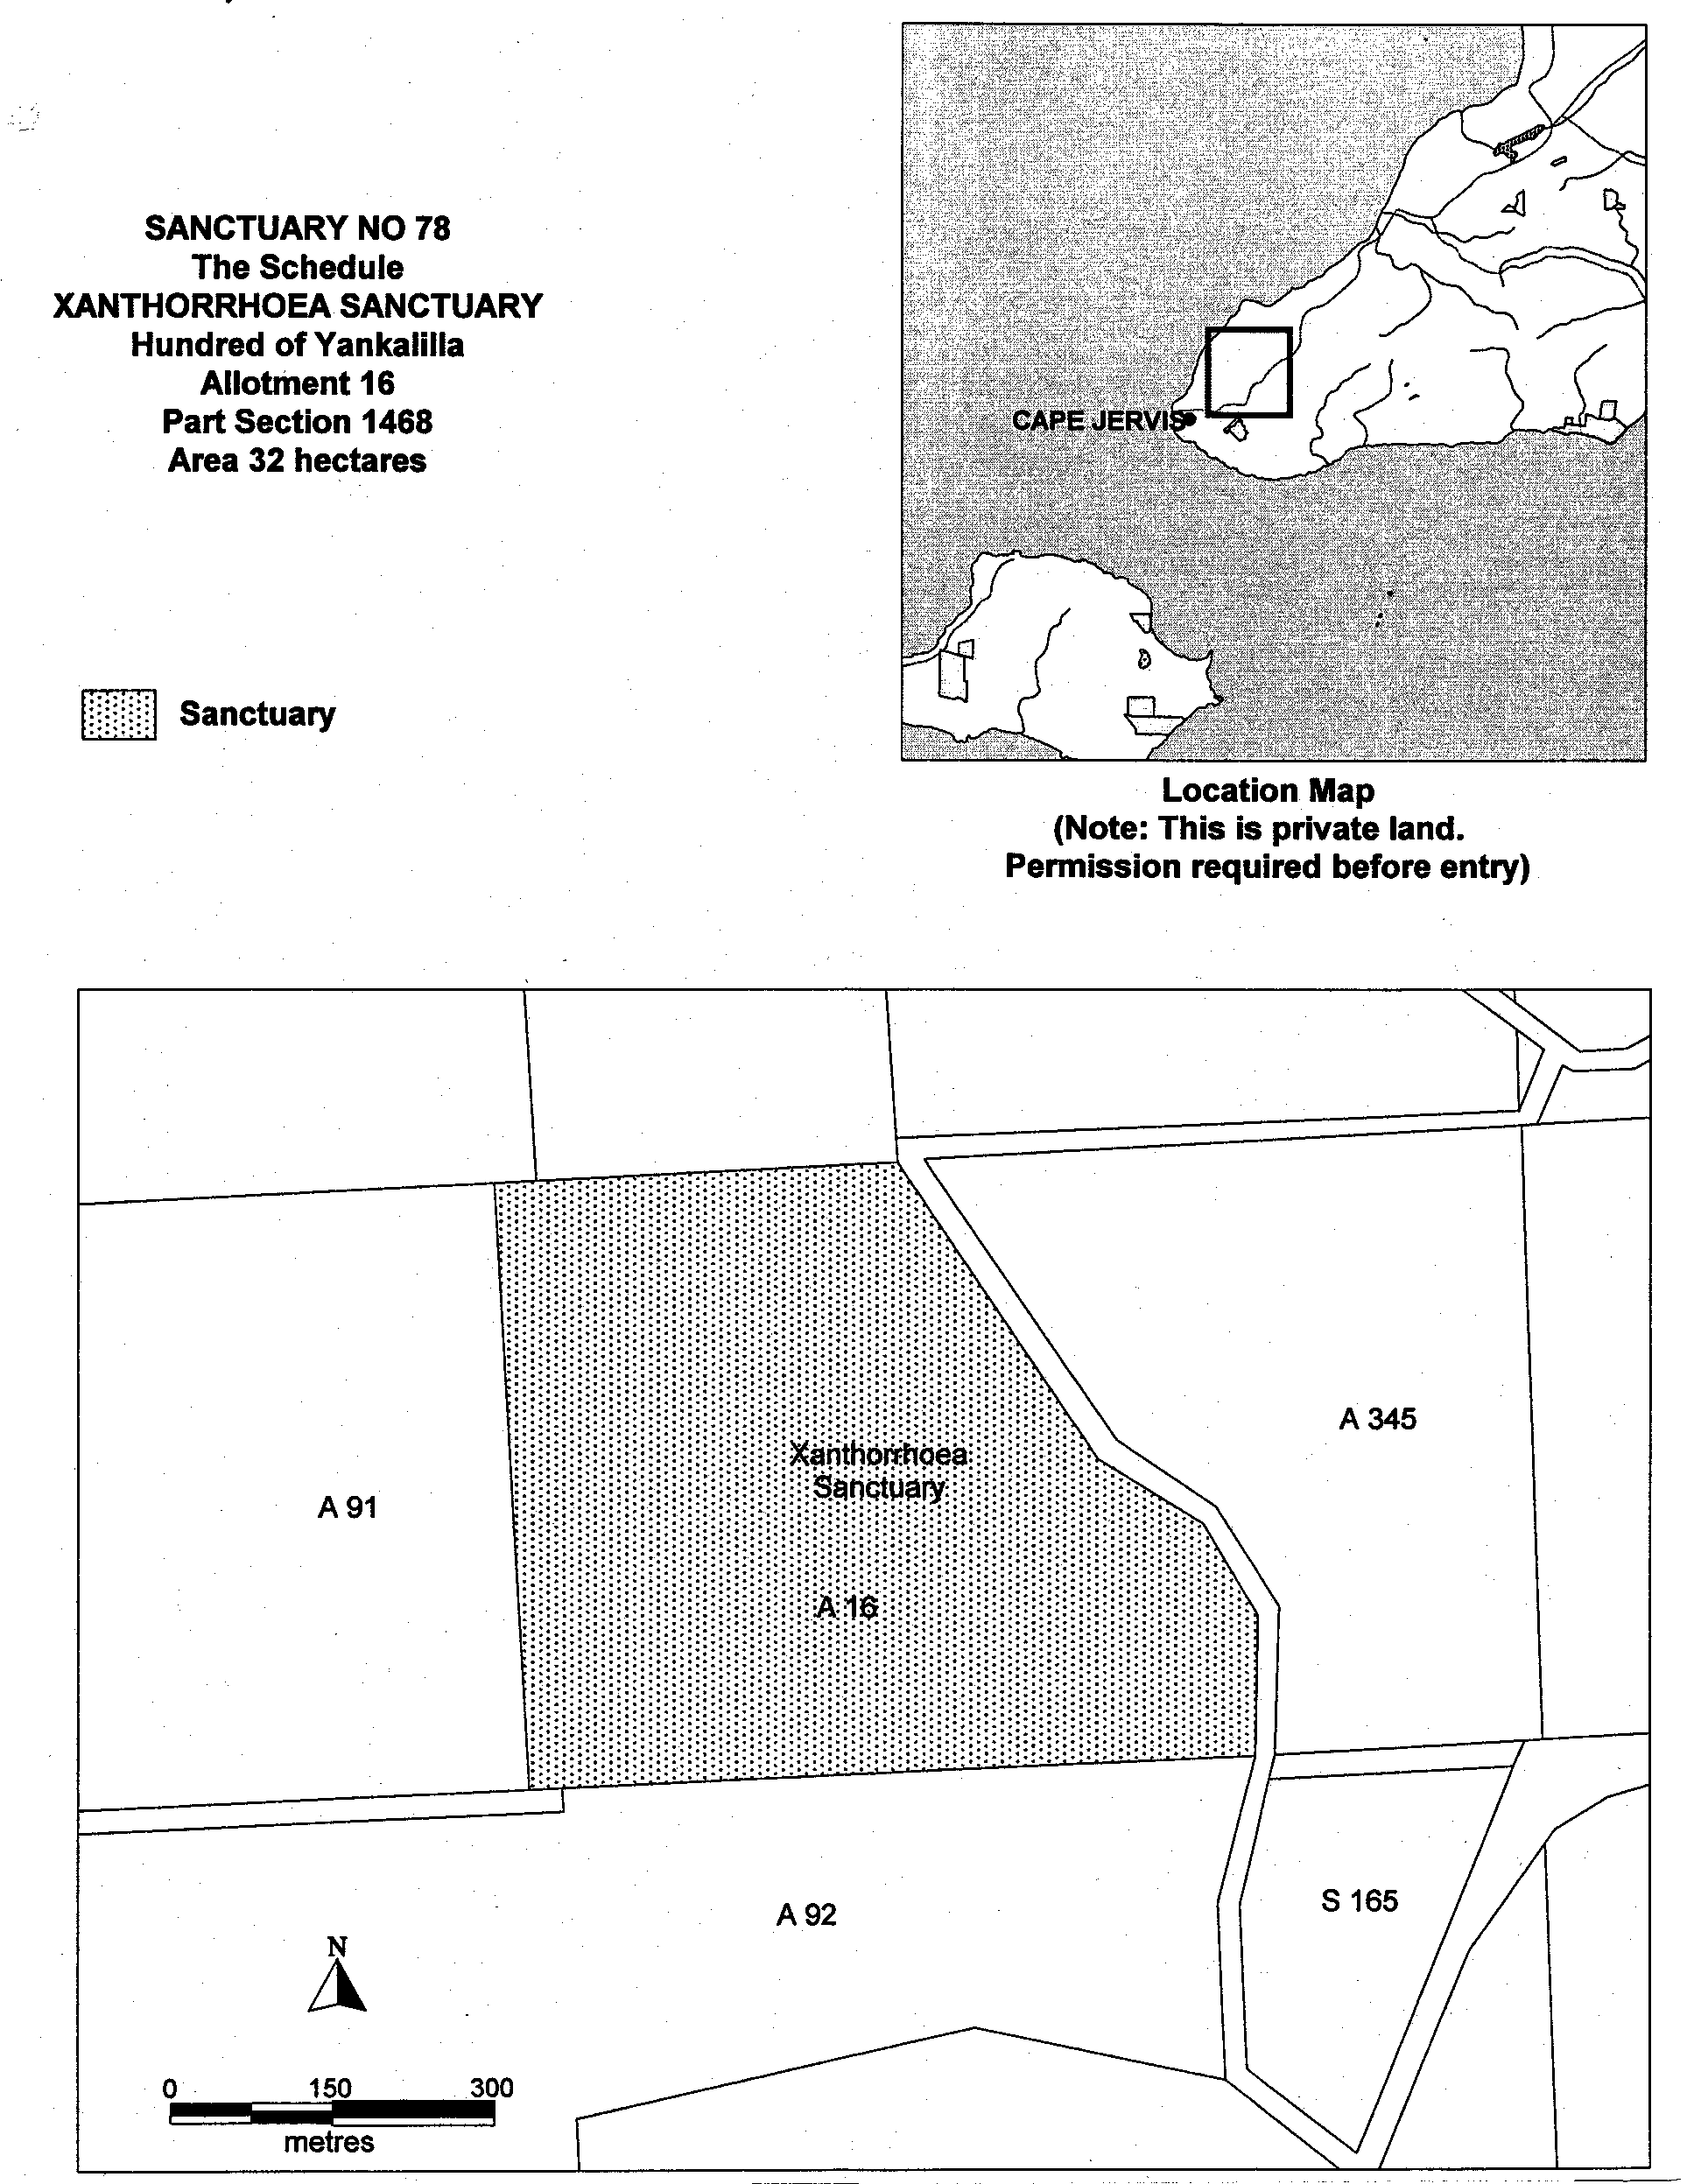 SANCTUARY NO 78
The Schedule
XANTHORRHOEA SANCTUARY
Hundred of Yankalilla
Allotment 16
Part Section 1468
Area 32 hectares
Sanctuary
CAPE JERVIS
Location Map
(Note: This is private land.
Permission required before entry)
A 345
Xanthorrhoea
Sanctuary
A 91
A 16
S 165
A 92
N
0 150 300
metres